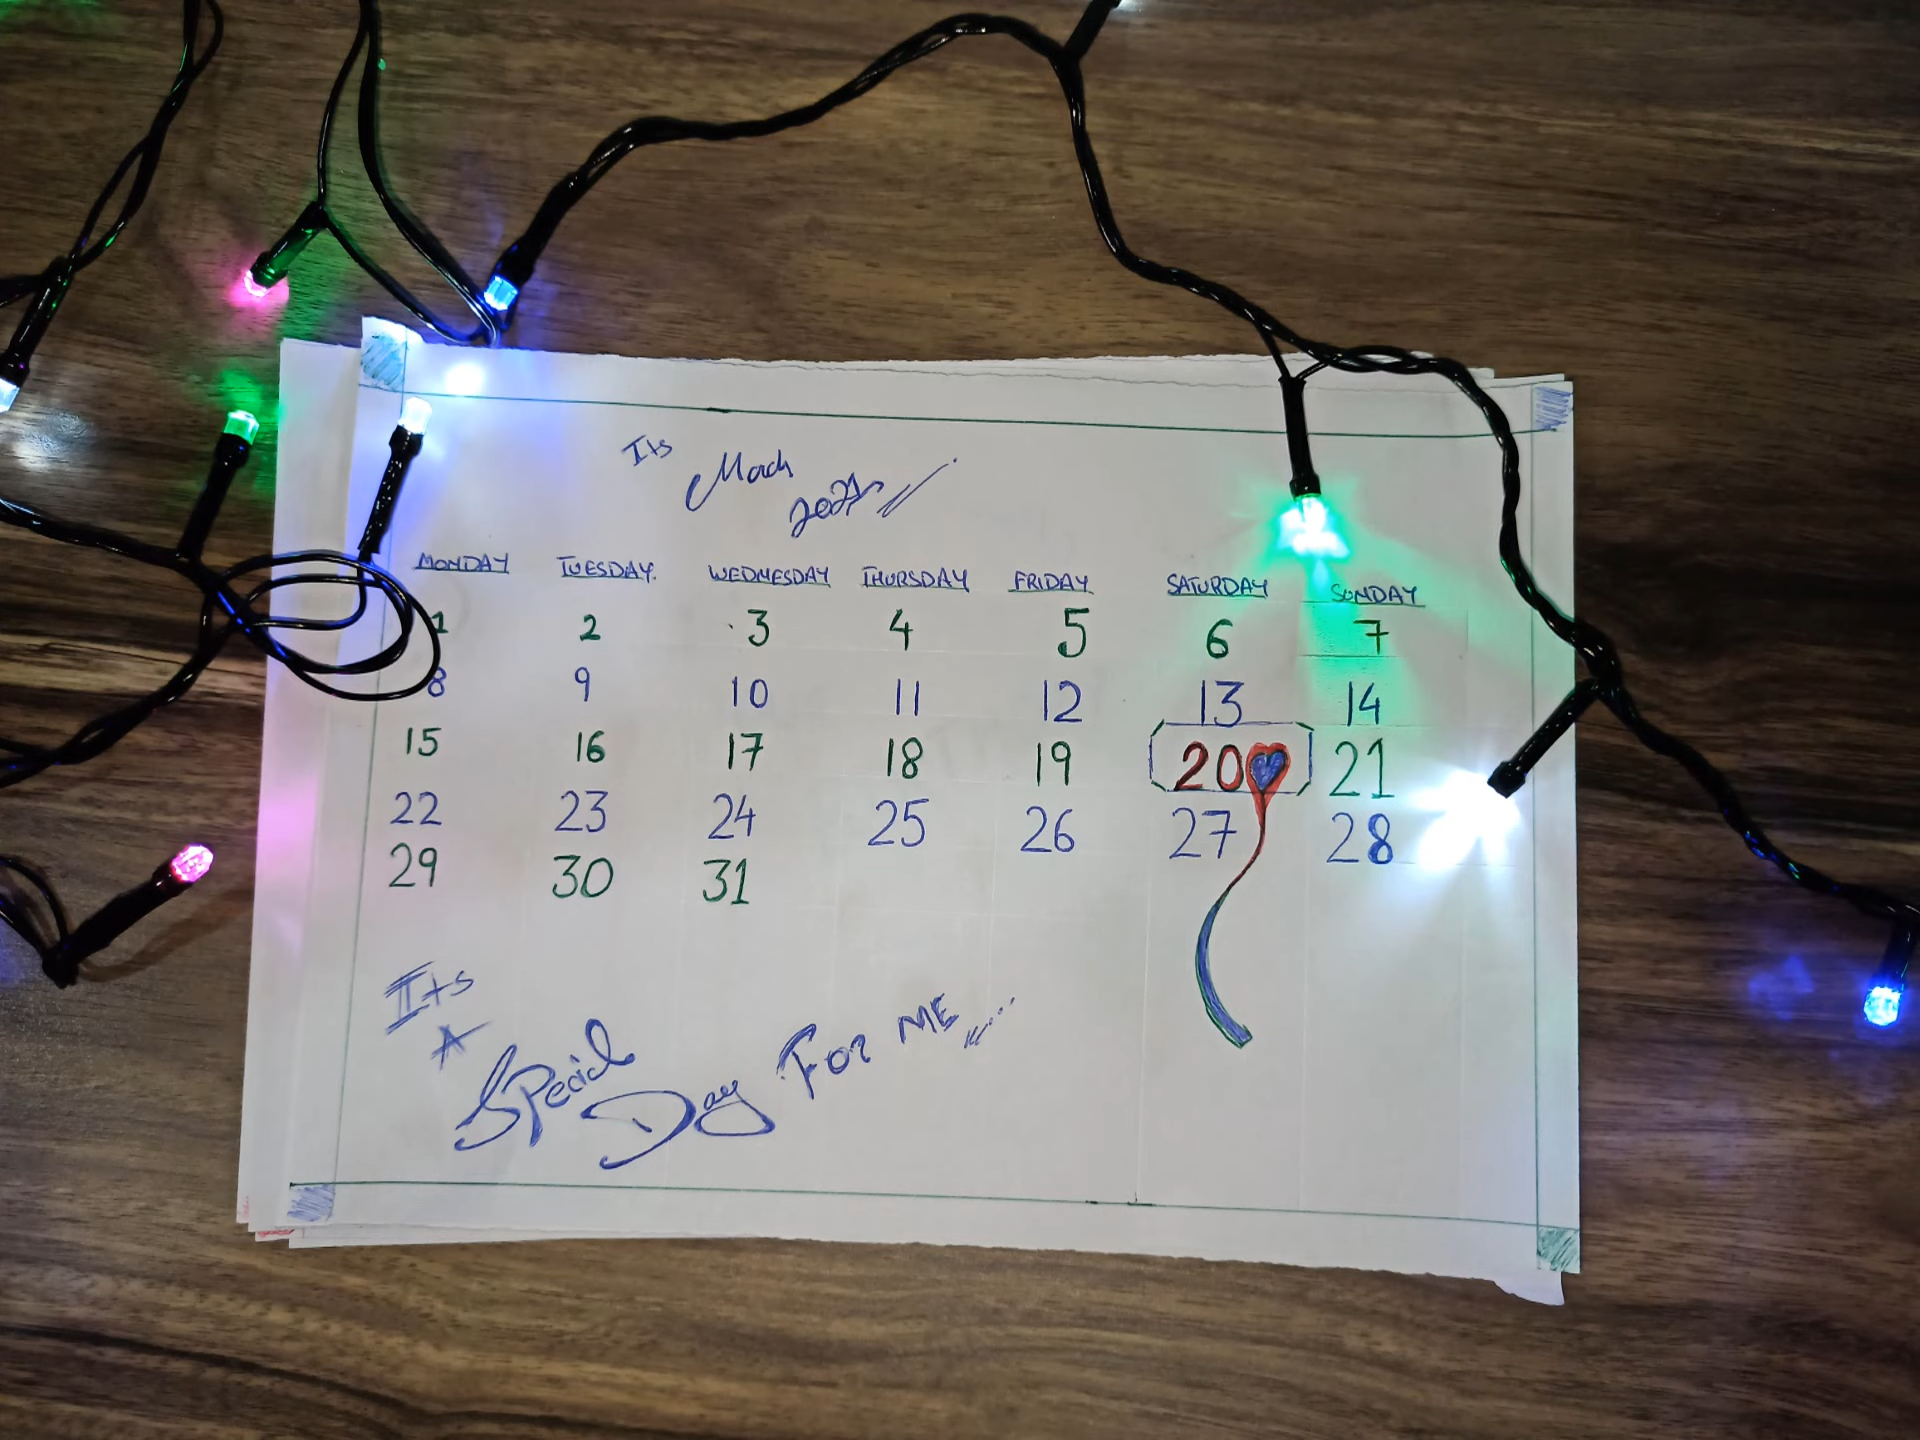 Its
March
2021
MONDAY TUESDAY. WEDNESDAY THURSDAY FRIDAY SATURDAY SUNDAY
1 2 3 4 5 6 7
8 9 10 11 12 13 14
15 16 17 18 19 20 21
22 23 24 25 26 27 28
29 30 31
Its
A
Special
Day For ME